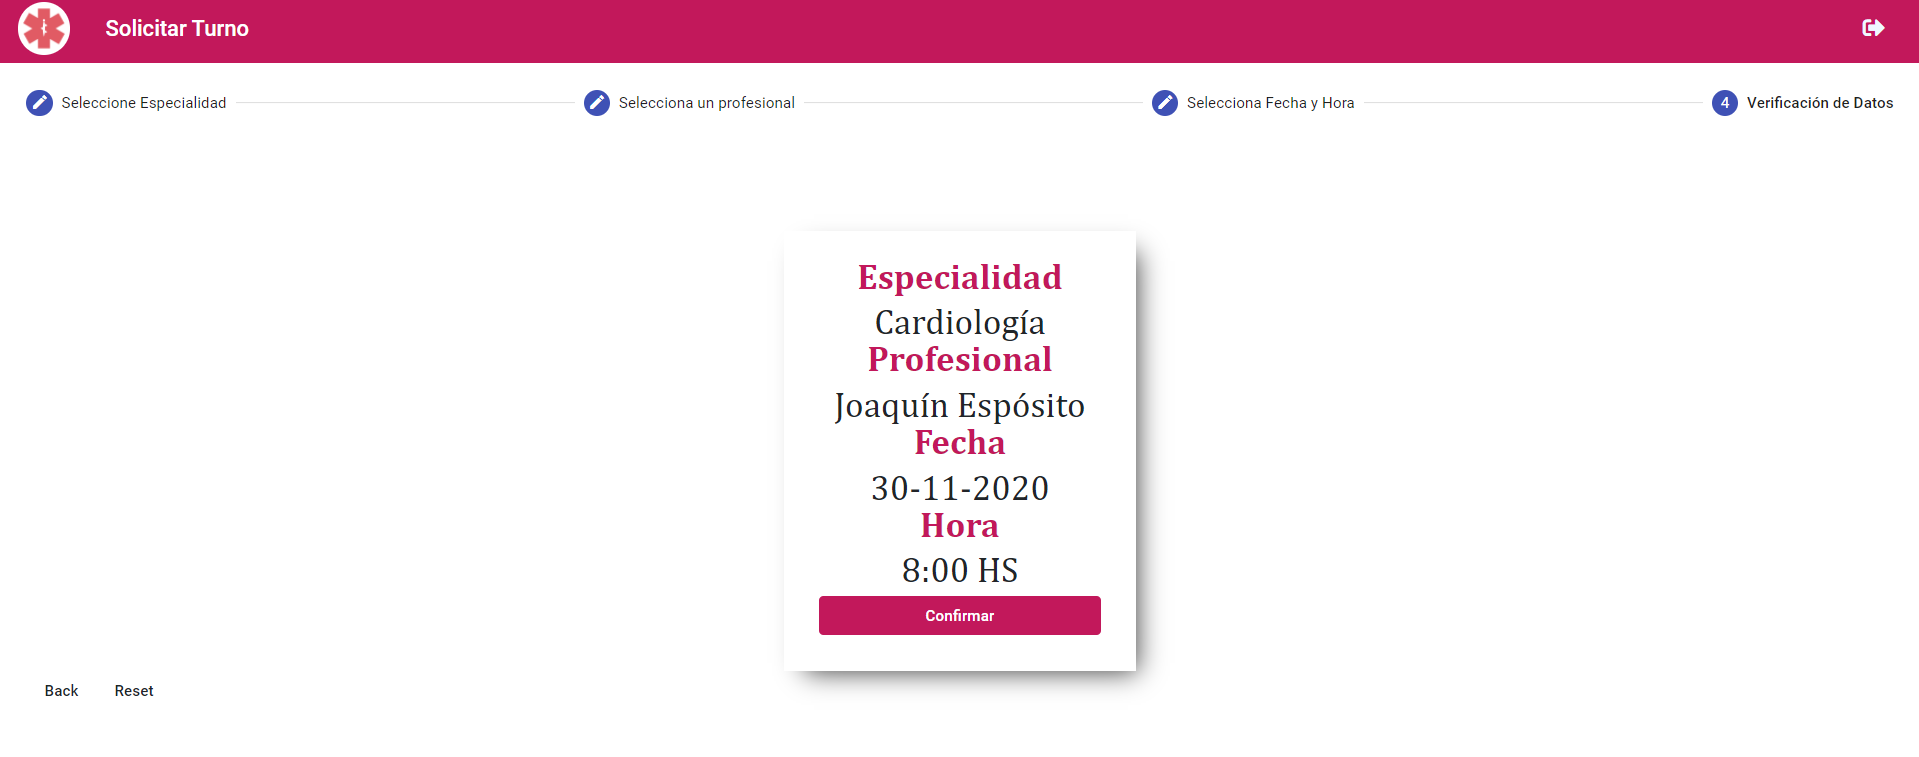 Solicitar Turno
Seleccione Especialidad
Selecciona un profesional
Selecciona Fecha y Hora
4 Verificación de Datos
Especialidad
Cardiología
Profesional
Joaquín Espósito
Fecha
30-11-2020
Hora
8:00 HS
Confirmar
Back Reset